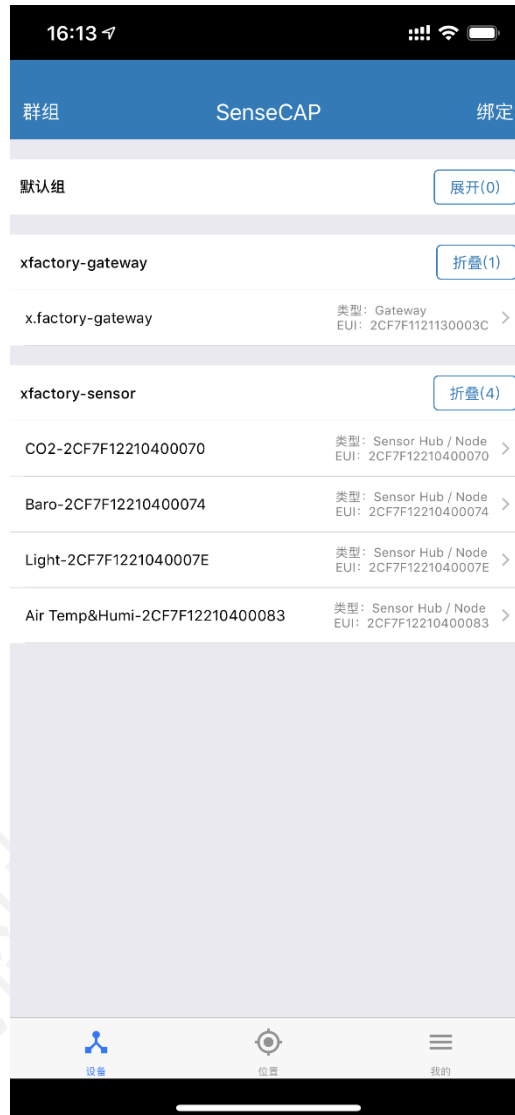 16:13
群组 SenseCAP 绑定
默认组 展开(0)
xfactory-gateway 折叠(1)
x.factory-gateway 类型：Gateway
EUI：2CF7F1121130003C
xfactory-sensor 折叠(4)
CO2-2CF7F12210400070 类型：Sensor Hub / Node
EUI：2CF7F12210400070
Baro-2CF7F12210400074 类型：Sensor Hub / Node
EUI：2CF7F12210400074
Light-2CF7F1221040007E 类型：Sensor Hub / Node
EUI：2CF7F1221040007E
Air Temp&Humi-2CF7F12210400083 类型：Sensor Hub / Node
EUI：2CF7F12210400083
设备 位置 我的